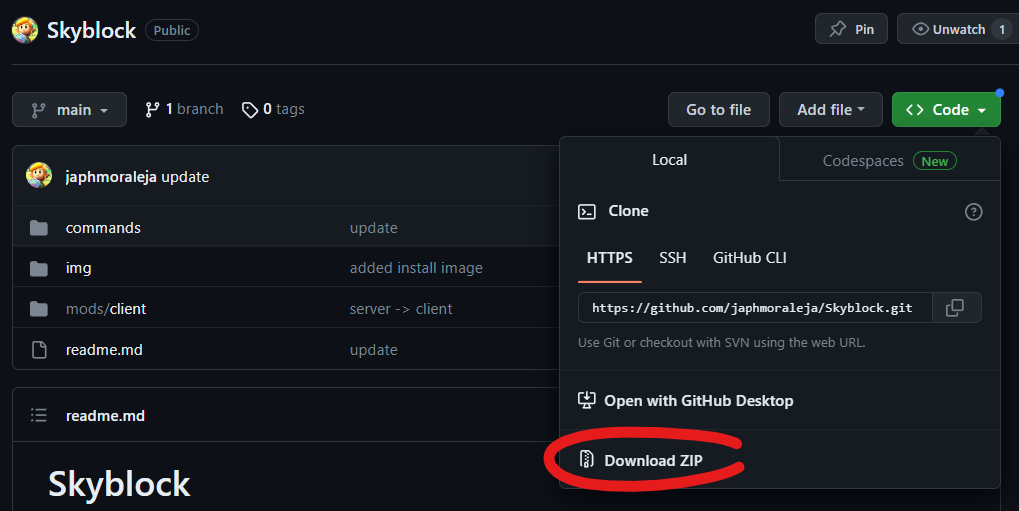 Skyblock Public Pin Unwatch 1
main 1 branch 0 tags Go to file Add file <> Code
japhmoraleja update
commands update
img added install image
mods/client server -> client
readme.md update
readme.md
Skyblock
Local Codespaces New
Clone
HTTPS SSH GitHub CLI
https://github.com/japhmoraleja/Skyblock.git
Use Git or checkout with SVN using the web URL.
Open with GitHub Desktop
Download ZIP